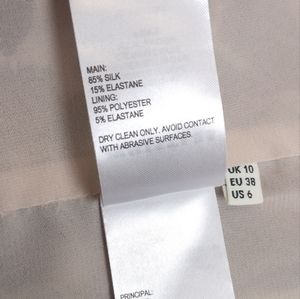 MAIN:
85% SILK
15% ELASTANE
LINING:
95% POLYESTER
5% ELASTANE
DRY CLEAN ONLY. AVOID CONTACT
WITH ABRASIVE SURFACES.
UK 10
EU 38
US 6
PRINCIPAL: